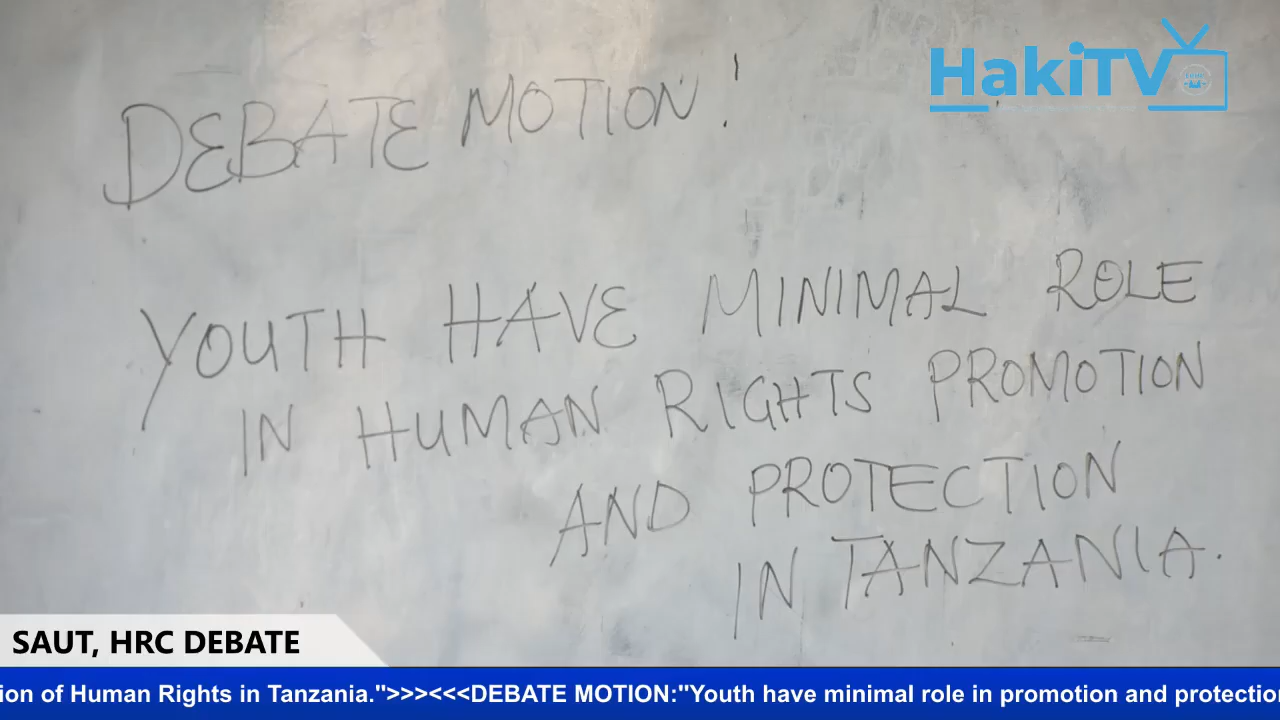 HakiTV
DEBATE MOTION!
YOUTH HAVE MINIMAL ROLE
IN HUMAN RIGHTS PROMOTION
AND PROTECTION
IN TANZANIA.
SAUT, HRC DEBATE
ion of Human Rights in Tanzania.">>><<<DEBATE MOTION:"Youth have minimal role in promotion and protection